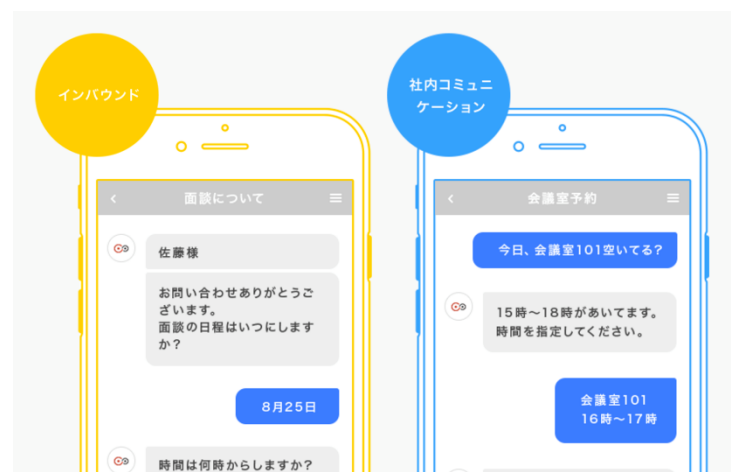 インバウンド
面談について
佐藤様
お問い合わせありがとうご
ざいます。
面談の日程はいつにします
か？
8月25日
時間は何時からしますか？
社内コミュニ
ケーション
会議室予約
今日、会議室101空いてる？
15時〜18時があいてます。
時間を指定してください。
会議室101
16時〜17時